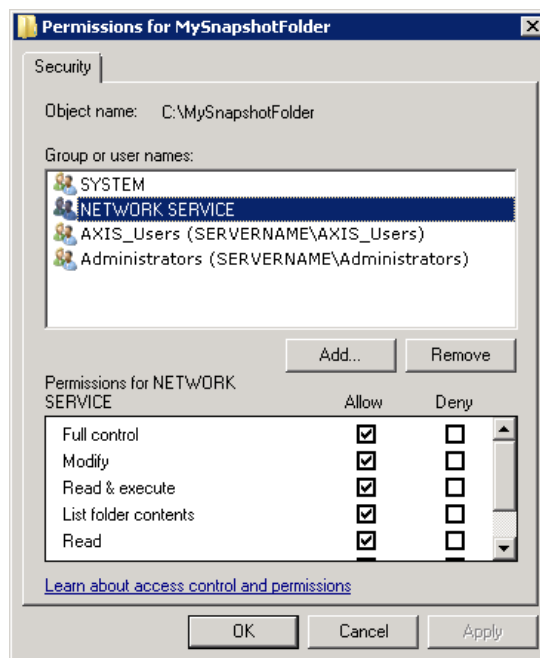 Permissions for MySnapshotFolder
Security
Object name: C:\MySnapshotFolder
Group or user names:
SYSTEM
NETWORK SERVICE
AXIS_Users (SERVERNAME\AXIS_Users)
Administrators (SERVERNAME\Administrators)
Add... Remove
Permissions for NETWORK
SERVICE Allow Deny
Full control
Modify
Read & execute
List folder contents
Read
Learn about access control and permissions
OK Cancel Apply